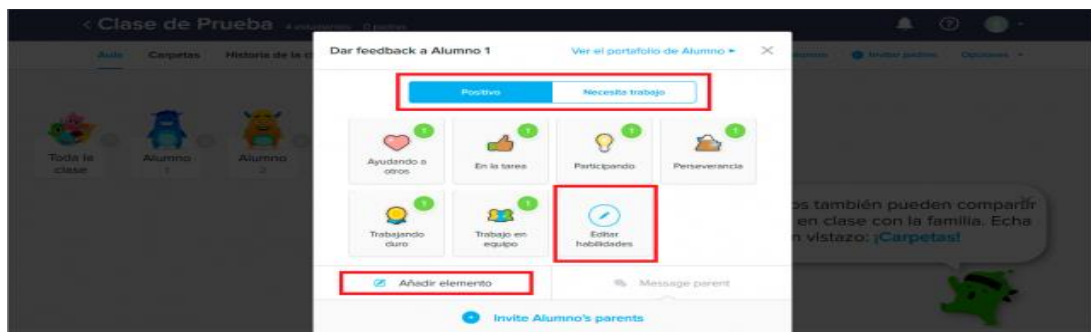 < Clase de Prueba
Aula Carpetas Historia de la c
Invitar padres Opciones
Toda la clase
Alumno 1
Alumno 2
Dar feedback a Alumno 1 Ver el portafolio de Alumno
Positivo Necesita trabajo
1 1 1 1
Ayudando a otros
En la tarea
Participando
Perseverancia
1 1
Trabajando duro
Trabajo en equipo
Editar habilidades
Añadir elemento Message parent
Invite Alumno's parents
os también pueden compartir
en clase con la familia. Echa
n vistazo: ¡Carpetas!